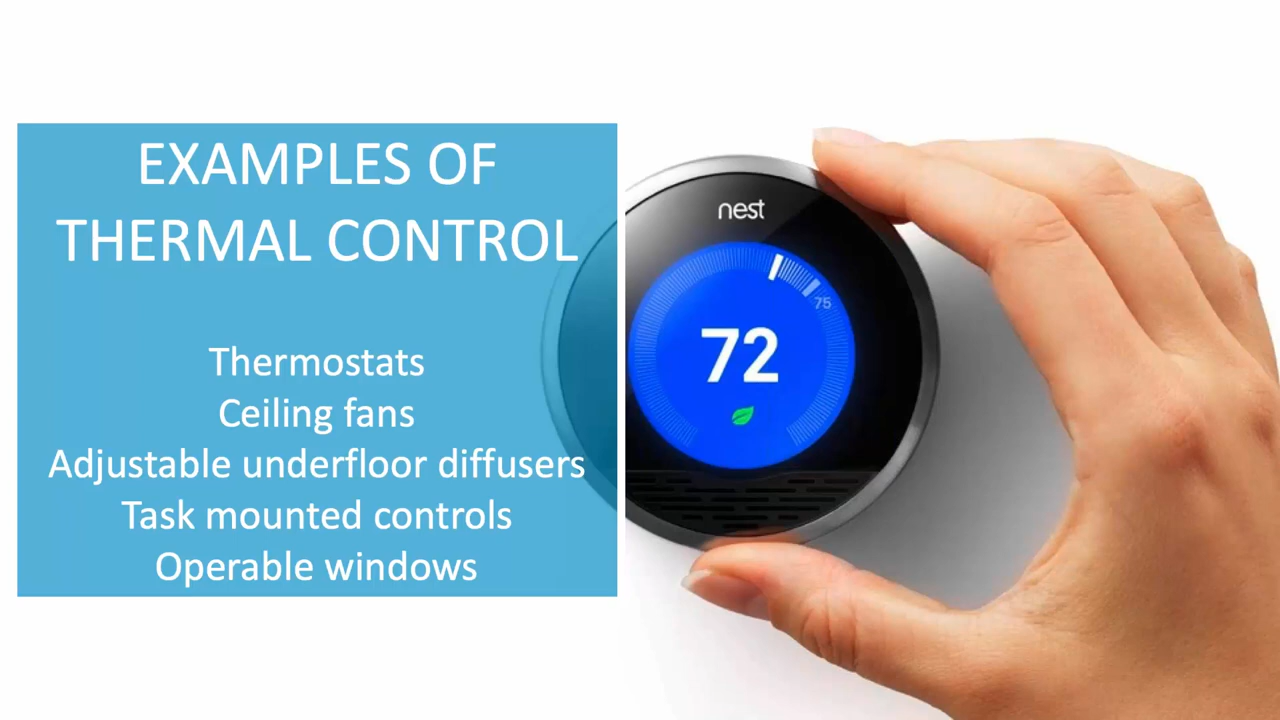 EXAMPLES OF
THERMAL CONTROL
Thermostats
Ceiling fans
Adjustable underfloor diffusers
Task mounted controls
Operable windows
nest
75
72